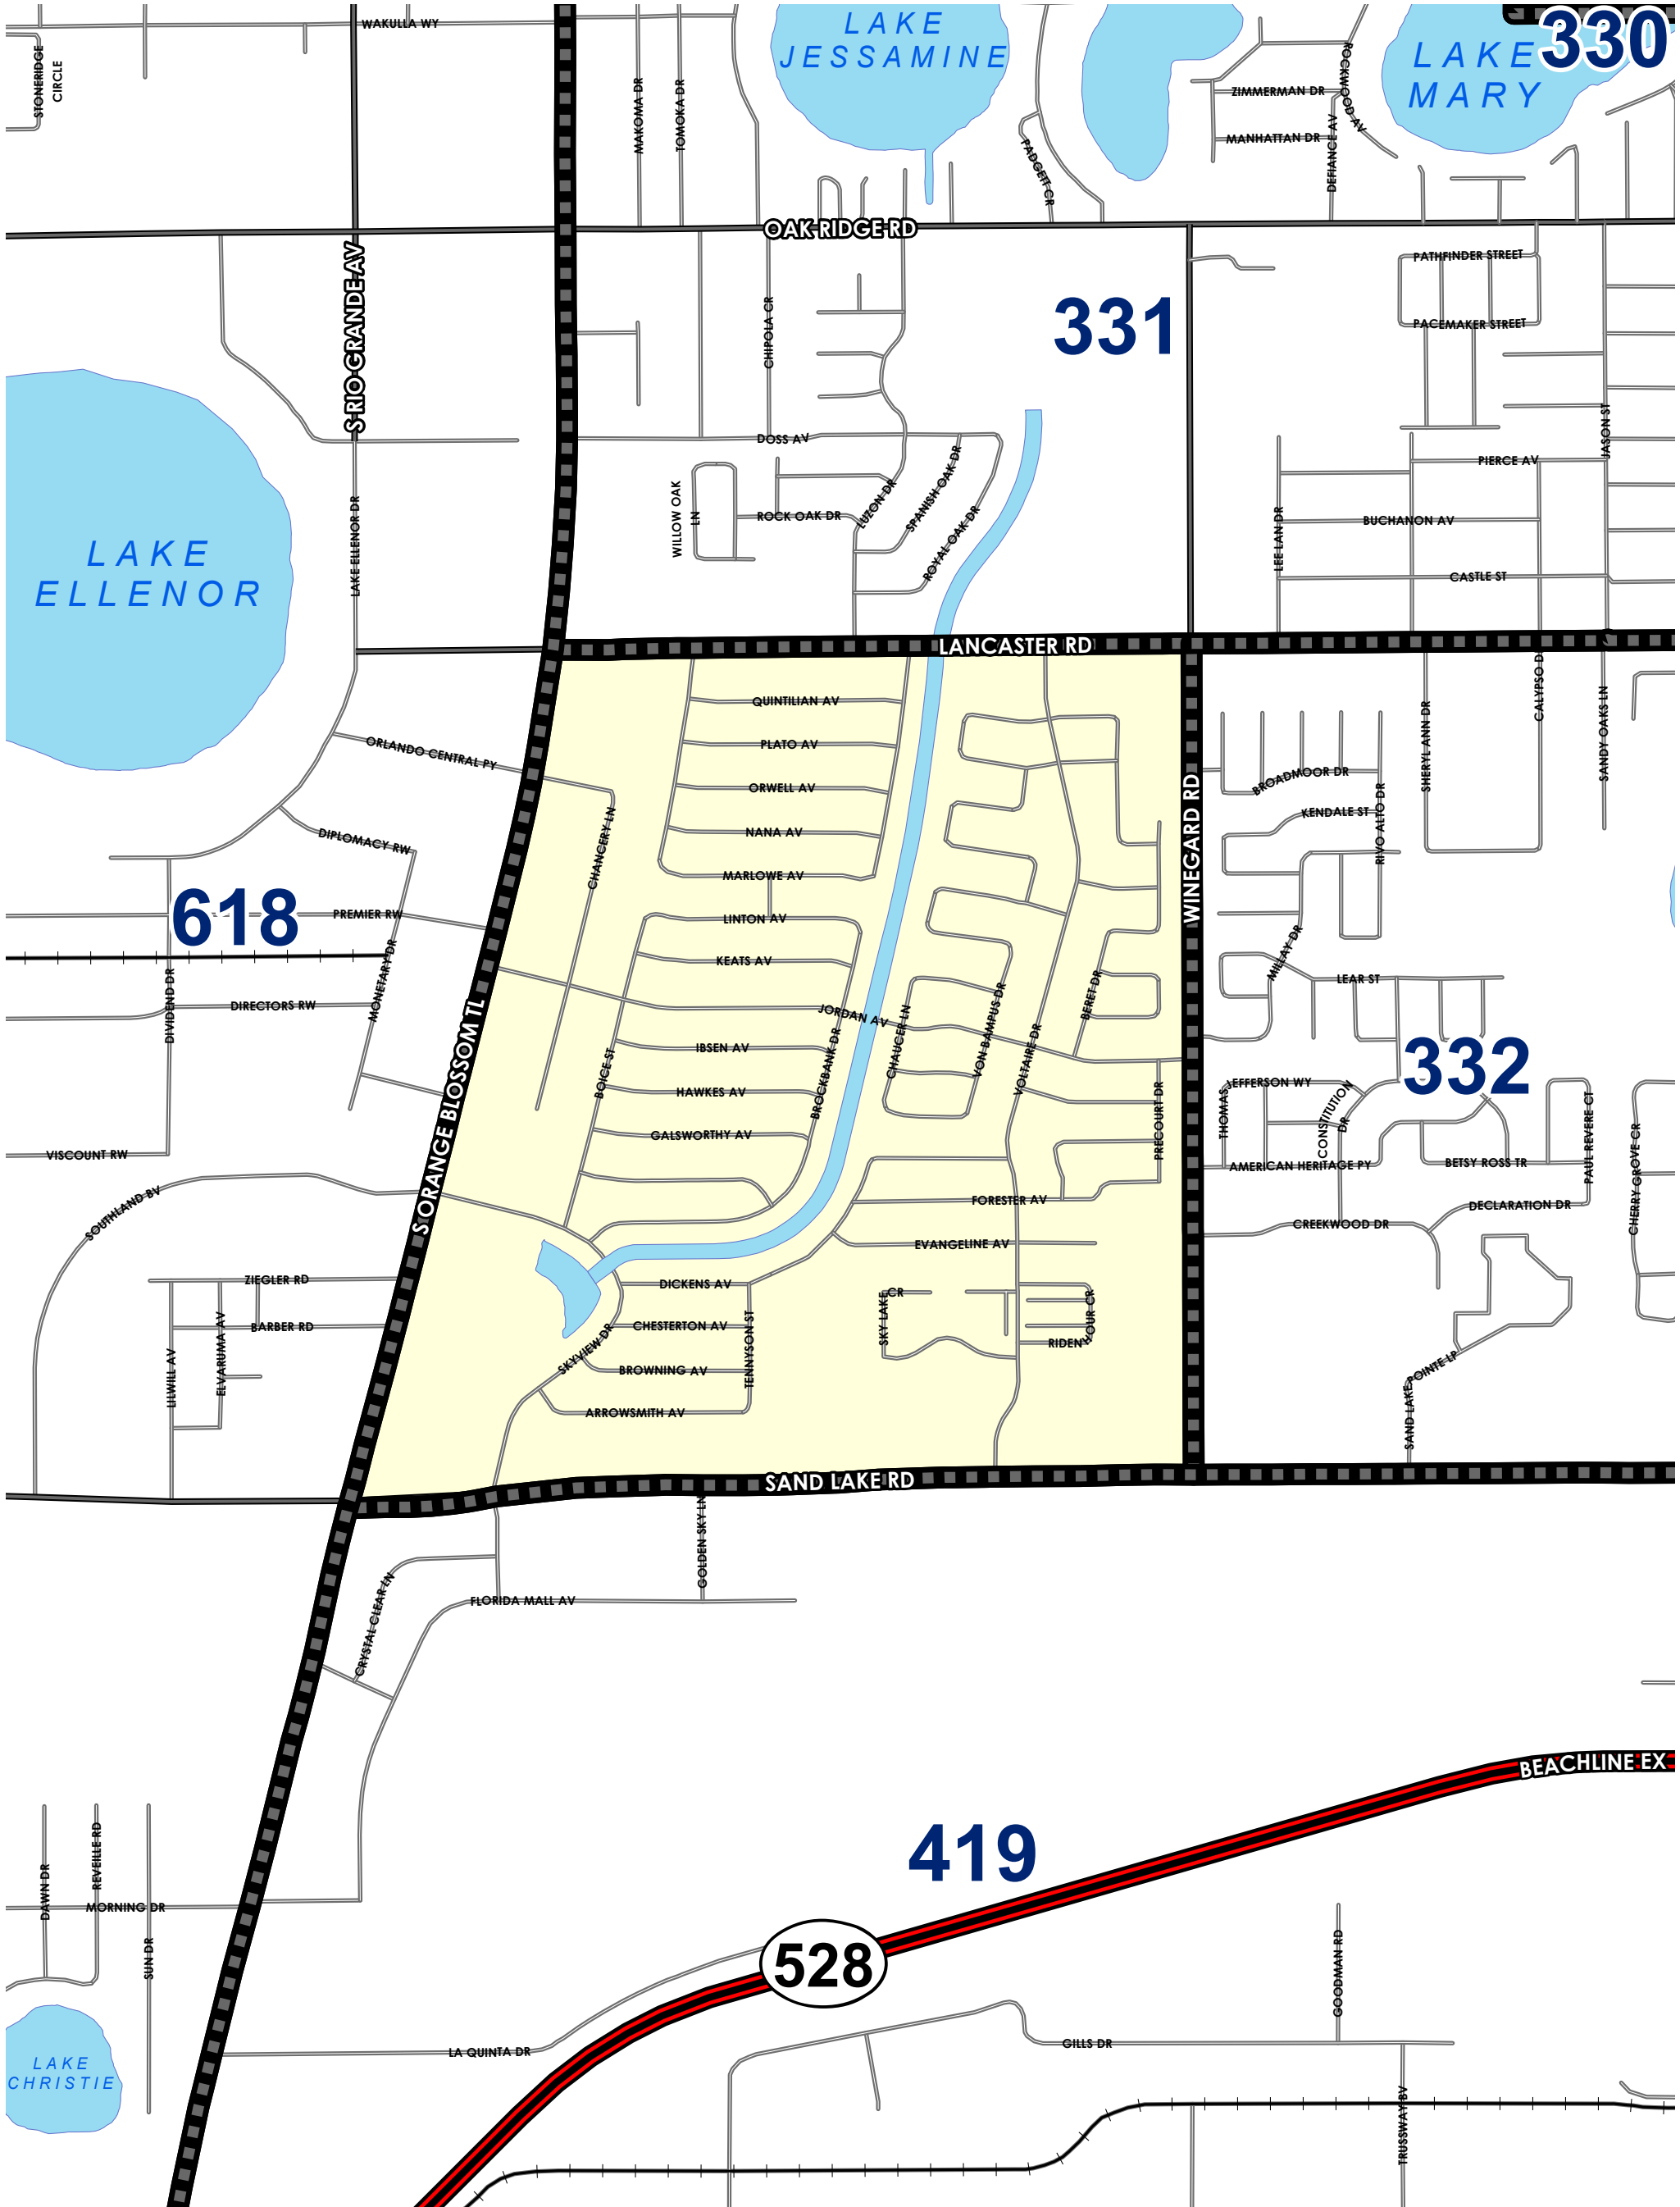 WAKULLA WY
LAKE
JESSAMINE
LAKE
MARY
330
STONERIDGE
CIRCLE
MAKOMA DR
TOMOKA DR
PADGETT CR
ZIMMERMAN DR
MANHATTAN DR
DEFIANCE AV
ROCKWOOD AV
OAK RIDGE RD
S RIO GRANDE AV
CHIPOLA CR
331
PATHFINDER STREET
PACEMAKER STREET
JASON ST
DOSS AV
PIERCE AV
LAKE
ELLENOR
LAKE ELLENOR DR
WILLOW OAK
LN
ROCK OAK DR
LUZON DR
SPANISH OAK DR
ROYAL OAK DR
LEE LAN DR
BUCHANON AV
CASTLE ST
LANCASTER RD
QUINTILIAN AV
PLATO AV
ORWELL AV
NANA AV
MARLOWE AV
LINTON AV
KEATS AV
JORDAN AV
IBSEN AV
HAWKES AV
GALSWORTHY AV
ORLANDO CENTRAL PY
CHANCERY LN
DIPLOMACY RW
618
PREMIER RW
MONETARY DR
DIVIDEND DR
DIRECTORS RW
VISCOUNT RW
SOUTHLAND BV
S ORANGE BLOSSOM TL
BOICE ST
BROCKBANK DR
CHAUCER LN
VON BAMPUS DR
VOLTAIRE DR
BERET DR
PRECOURT DR
WINEGARD RD
BROADMOOR DR
KENDALE ST
RIVO ALTO DR
SHERYL ANN DR
CALYPSO D
SANDY OAKS LN
MILLAY DR
LEAR ST
332
THOMAS
JEFFERSON WY
CONSTITUTION
DR
AMERICAN HERITAGE PY
BETSY ROSS TR
PAUL REVERE CT
CHERRY GROVE CR
DECLARATION DR
CREEKWOOD DR
FORESTER AV
EVANGELINE AV
ZIEGLER RD
BARBER RD
LILWILL AV
ELVARUMA AV
DICKENS AV
CHESTERTON AV
BROWNING AV
ARROWSMITH AV
SKYVIEW DR
TENNYSON ST
SKY LAKE
CR
RIDEN
YOUR CR
SAND LAKE
POINTE LP
SAND LAKE RD
GOLDEN SKY LN
FLORIDA MALL AV
CRYSTAL CLEAR LN
BEACHLINE EX
419
528
DAWN DR
REVEILLE RD
MORNING DR
SUN DR
LAKE
CHRISTIE
LA QUINTA DR
GOODMAN RD
GILLS DR
TRUSSWAY BV